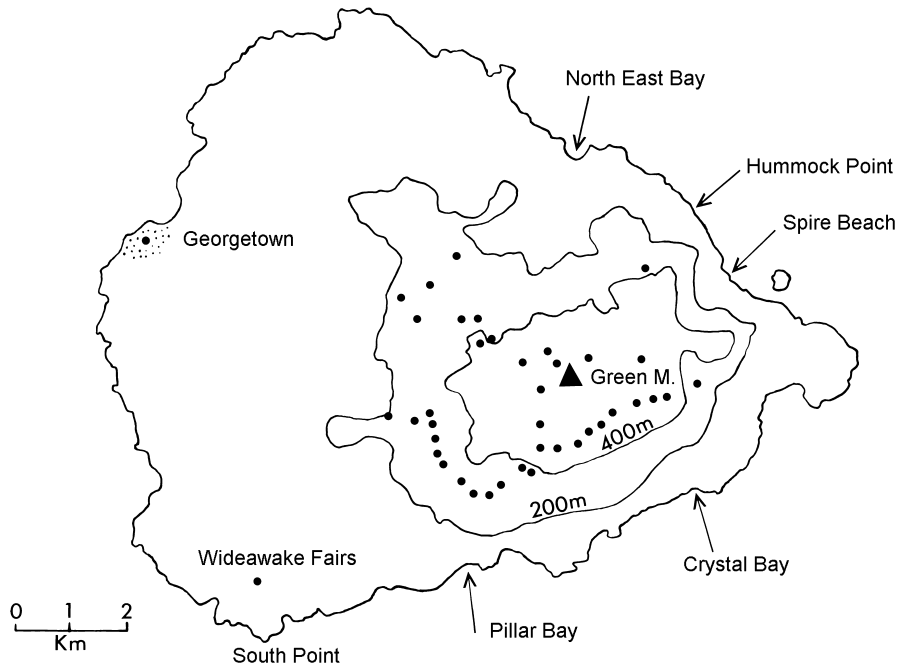 North East Bay
Hummock Point
Spire Beach
Georgetown
Green M.
400m
200m
Wideawake Fairs
Crystal Bay
0 1 2
Km
Pillar Bay
South Point